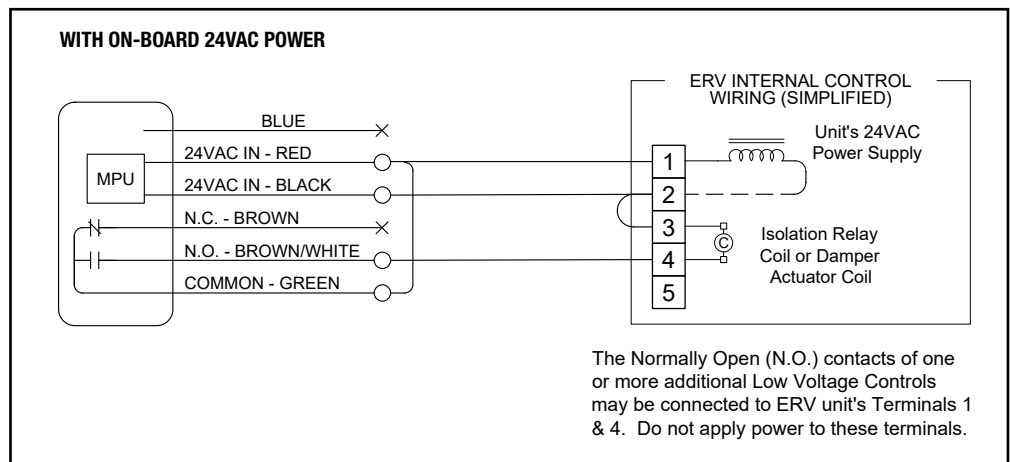 WITH ON-BOARD 24VAC POWER
ERV INTERNAL CONTROL
WIRING (SIMPLIFIED)
BLUE
24VAC IN - RED
MPU
24VAC IN - BLACK
N.C. - BROWN
N.O. - BROWN/WHITE
COMMON - GREEN
1
2
3
4
5
Unit's 24VAC
Power Supply
C
Isolation Relay
Coil or Damper
Actuator Coil
The Normally Open (N.O.) contacts of one
or more additional Low Voltage Controls
may be connected to ERV unit's Terminals 1
& 4. Do not apply power to these terminals.